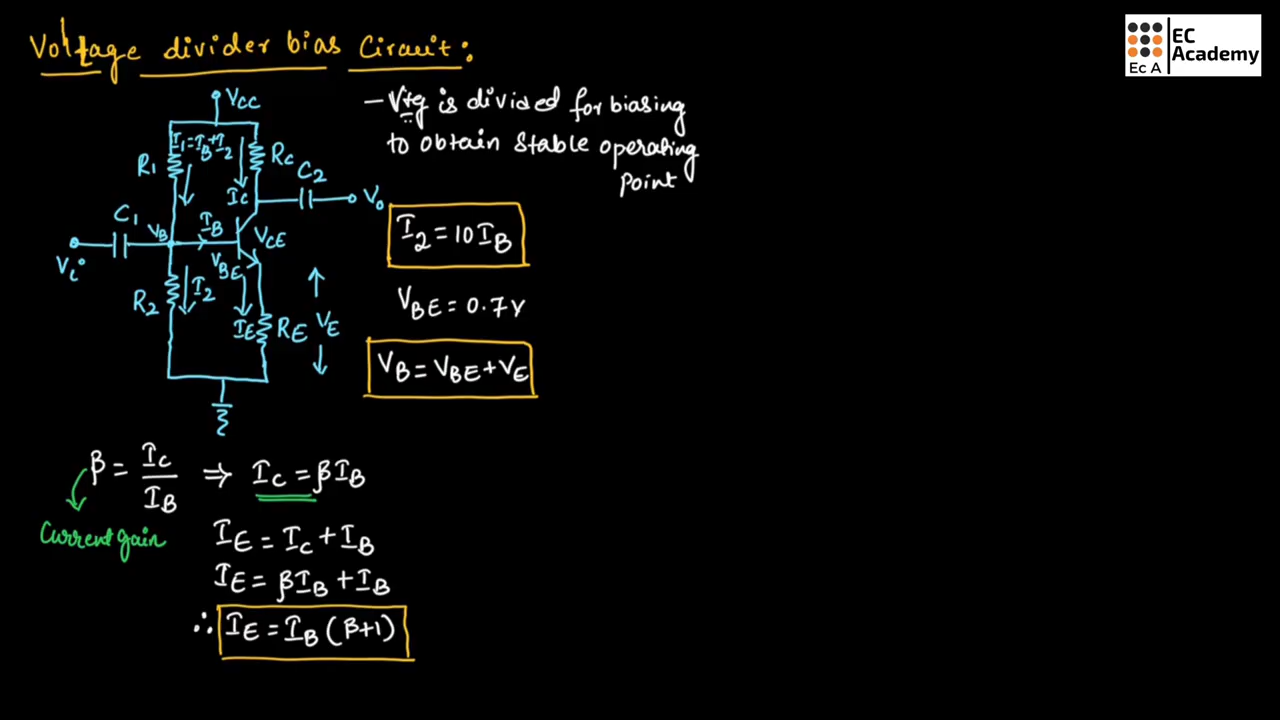 Voltage divider bias Circuit:
EC
Academy
Ec A
VCC
I1=IB+I2
R1
RC
IC
C2
Vo
C1
VB
IB
VCE
Vi
VBE
R2
I2
IE
RE
VE
- Vtg is divided for biasing
to obtain stable operating
point
I2 = 10IB
VBE = 0.7V
VB = VBE + VE
β = IC/IB ⇒ IC = βIB
Current gain
IE = IC + IB
IE = βIB + IB
∴ IE = IB (β+1)